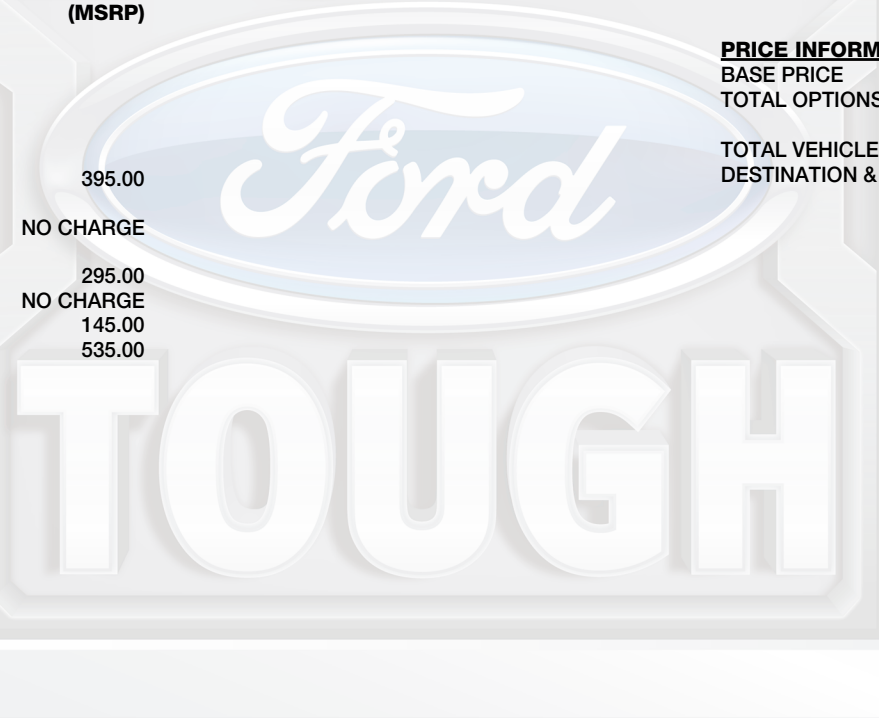 (MSRP)
395.00
NO CHARGE
295.00
NO CHARGE
145.00
535.00
PRICE INFORM
BASE PRICE
TOTAL OPTIONS
TOTAL VEHICLE
DESTINATION &
Ford
TOUGH